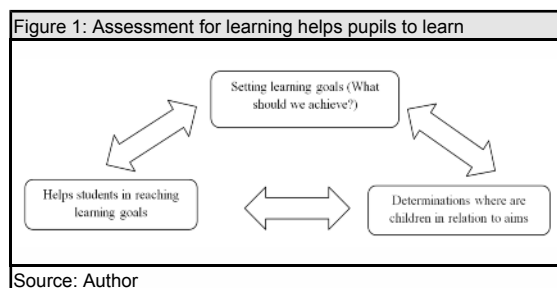 Figure 1: Assessment for learning helps pupils to learn
Setting learning goals (What
should we achieve?)
Helps students in reaching
learning goals
Determinations where are
children in relation to aims
Source: Author